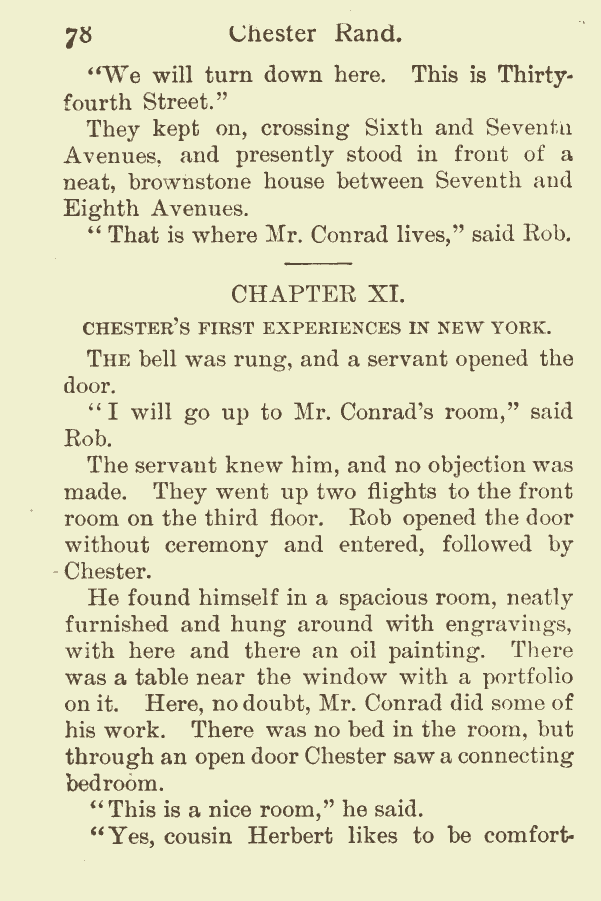 78 Chester Rand.
"We will turn down here. This is Thirty-
fourth Street."
They kept on, crossing Sixth and Seventh
Avenues, and presently stood in front of a
neat, brownstone house between Seventh and
Eighth Avenues.
"That is where Mr. Conrad lives," said Rob.
CHAPTER XI.
CHESTER'S FIRST EXPERIENCES IN NEW YORK.
THE bell was rung, and a servant opened the
door.
"I will go up to Mr. Conrad's room," said
Rob.
The servant knew him, and no objection was
made. They went up two flights to the front
room on the third floor. Rob opened the door
without ceremony and entered, followed by
Chester.
He found himself in a spacious room, neatly
furnished and hung around with engravings,
with here and there an oil painting. There
was a table near the window with a portfolio
on it. Here, no doubt, Mr. Conrad did some of
his work. There was no bed in the room, but
through an open door Chester saw a connecting
bedroom.
"This is a nice room," he said.
"Yes, cousin Herbert likes to be comfort-